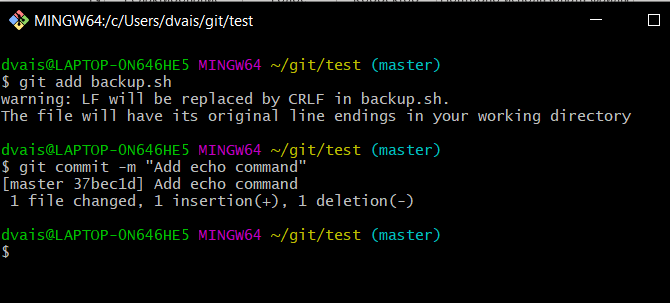 MINGW64:/c/Users/dvais/git/test
dvais@LAPTOP-ON646HE5 MINGW64 ~/git/test (master)
$ git add backup.sh
warning: LF will be replaced by CRLF in backup.sh.
The file will have its original line endings in your working directory
dvais@LAPTOP-ON646HE5 MINGW64 ~/git/test (master)
$ git commit -m "Add echo command"
[master 37bec1d] Add echo command
 1 file changed, 1 insertion(+), 1 deletion(-)
dvais@LAPTOP-ON646HE5 MINGW64 ~/git/test (master)
$